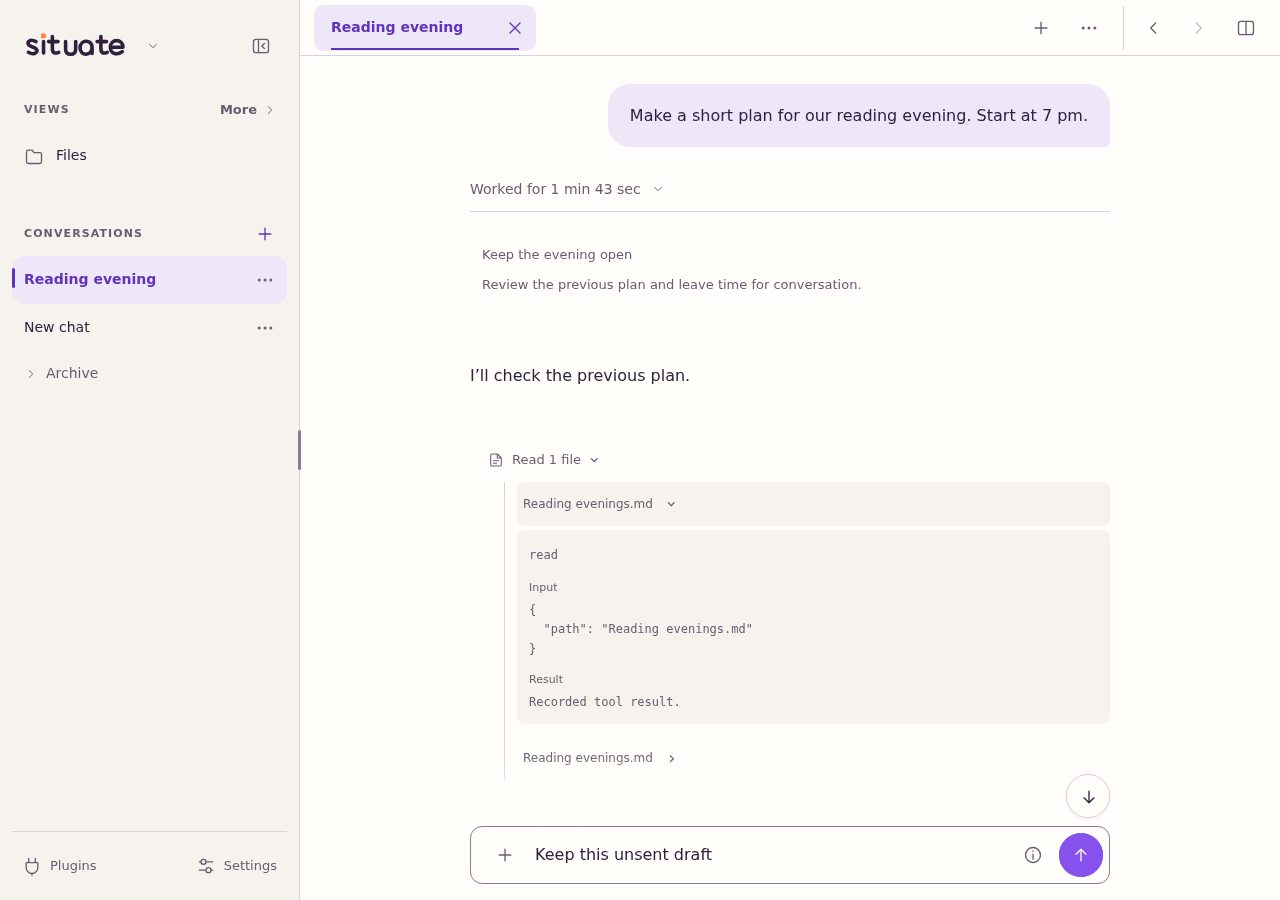 situate
VIEWS
More
Files
CONVERSATIONS
Reading evening
New chat
Archive
Plugins
Settings
Reading evening
Make a short plan for our reading evening. Start at 7 pm.
Worked for 1 min 43 sec
Keep the evening open
Review the previous plan and leave time for conversation.
I’ll check the previous plan.
Read 1 file
Reading evenings.md
read
Input
{
"path": "Reading evenings.md"
}
Result
Recorded tool result.
Reading evenings.md
Keep this unsent draft